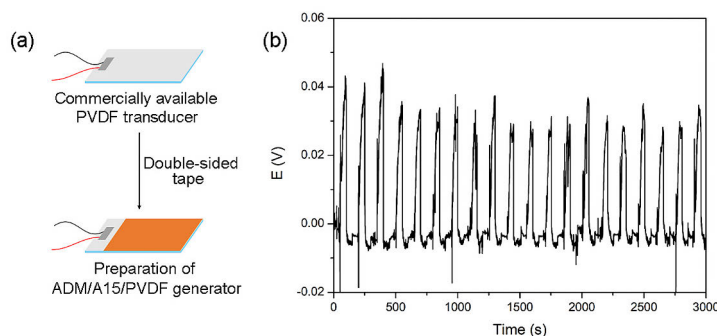 (a)
Commercially available
PVDF transducer
Double-sided
tape
Preparation of
ADM/A15/PVDF generator
(b)
E (V)
0.06
0.04
0.02
0.00
-0.02
0 500 1000 1500 2000 2500 3000
Time (s)